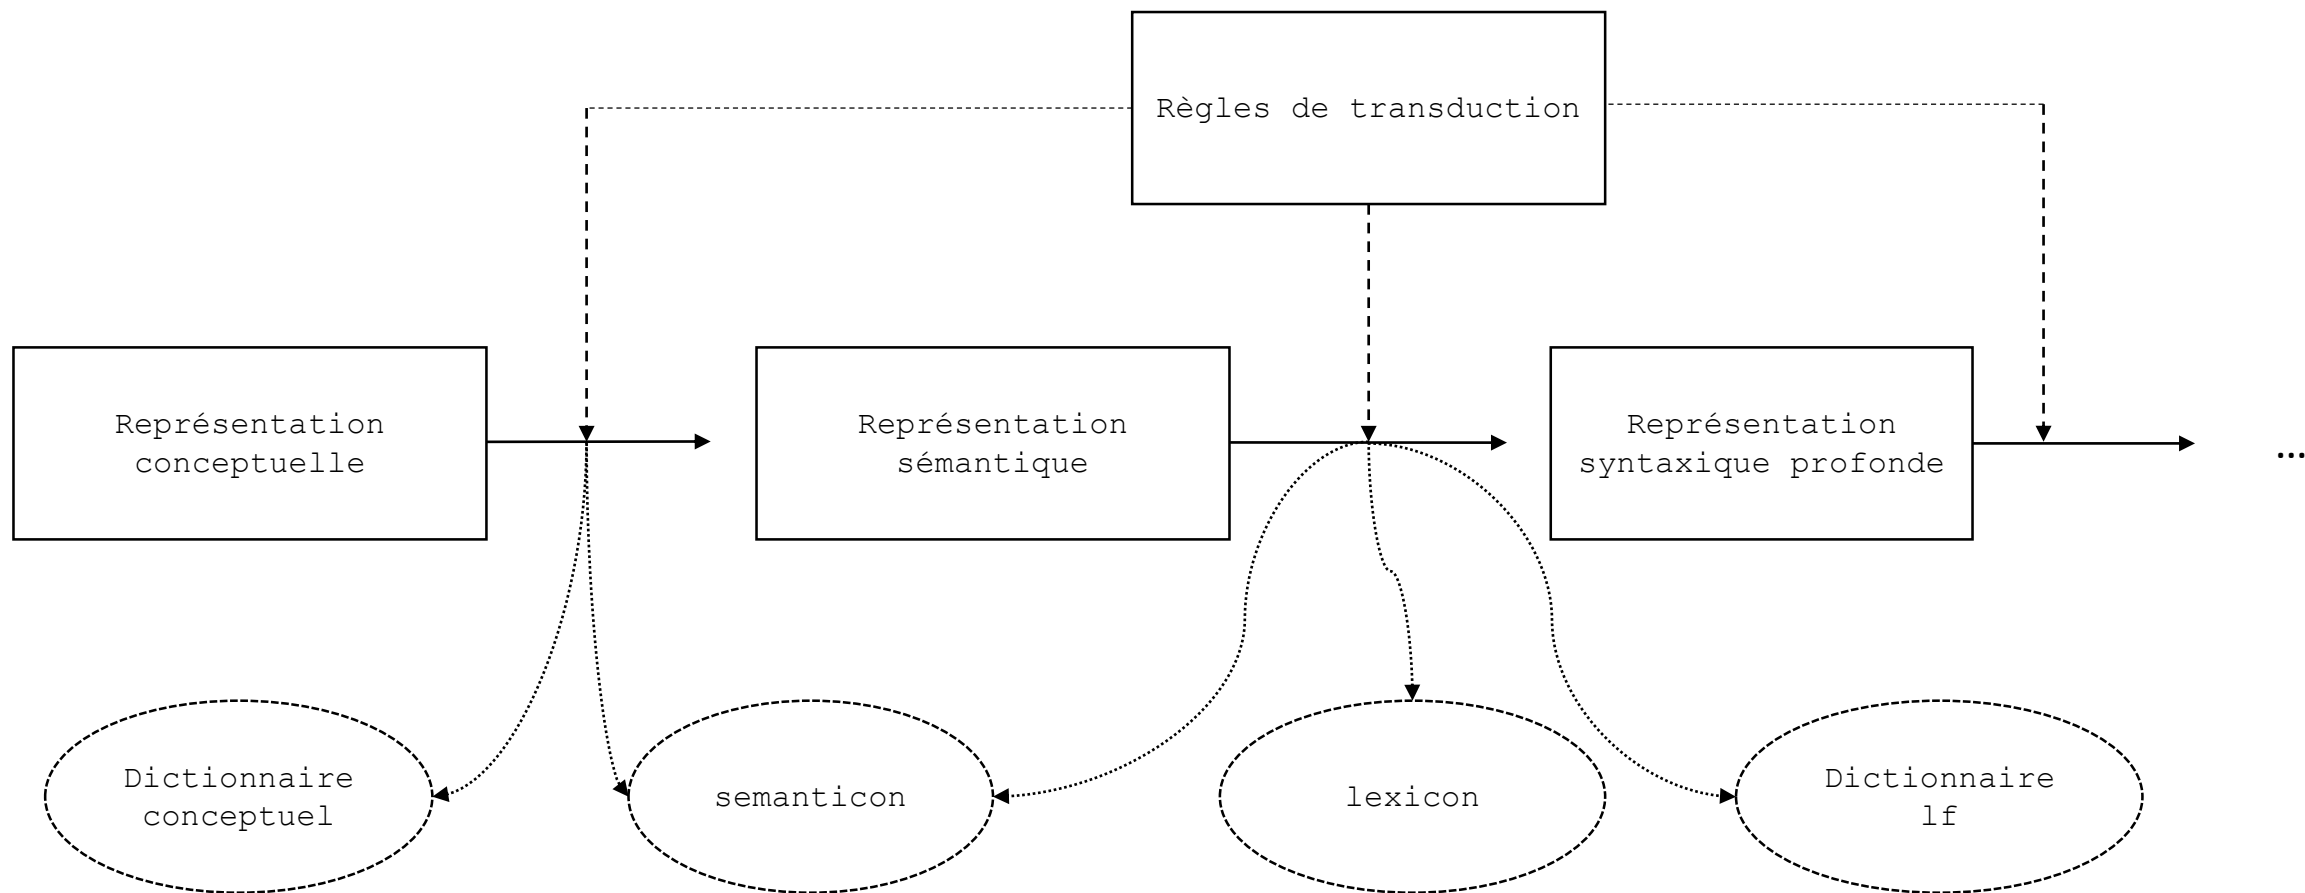 Règles de transduction
Représentation
conceptuelle
Représentation
sémantique
Représentation
syntaxique profonde
...
Dictionnaire
conceptuel
semanticon
lexicon
Dictionnaire
lf